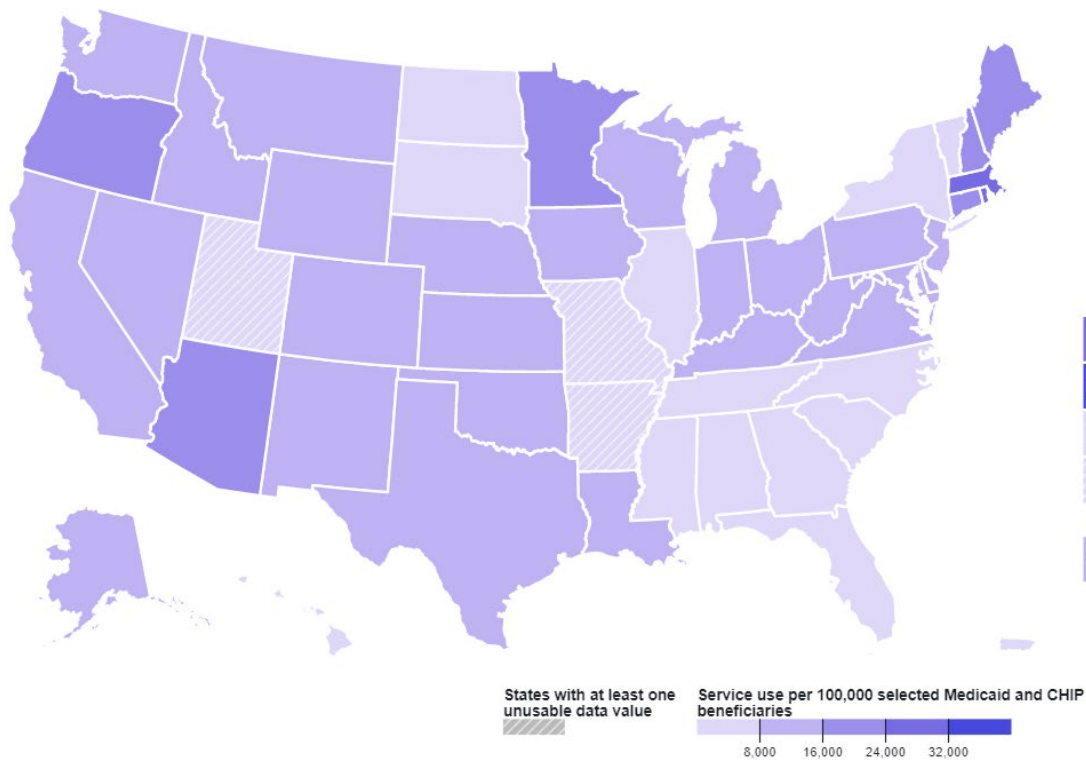 States with at least one
unusable data value
Service use per 100,000 selected Medicaid and CHIP
beneficiaries
8,000 16,000 24,000 32,000